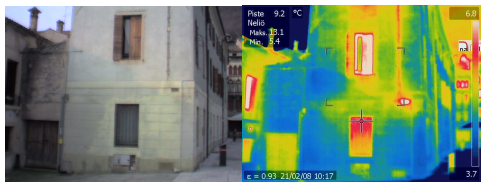 Piste 9.2 °C
Neliö
Maks. 13.1
Min. 5.4
6.8
3.7
ε = 0.93 21/02/08 10:17